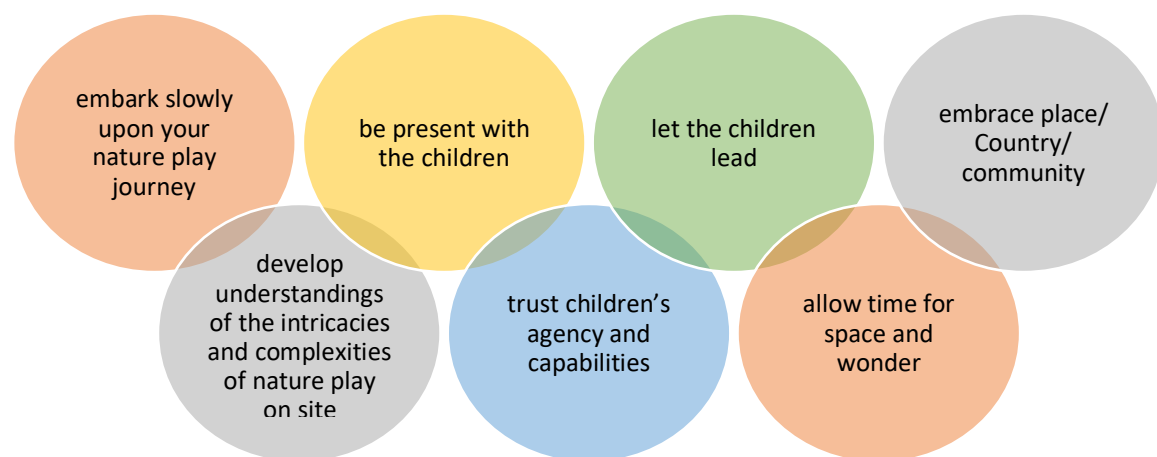 embark slowly
upon your
nature play
journey
develop
understandings
of the intricacies
and complexities
of nature play
on site
be present with
the children
trust children’s
agency and
capabilities
let the children
lead
allow time for
space and
wonder
embrace place/
Country/
community